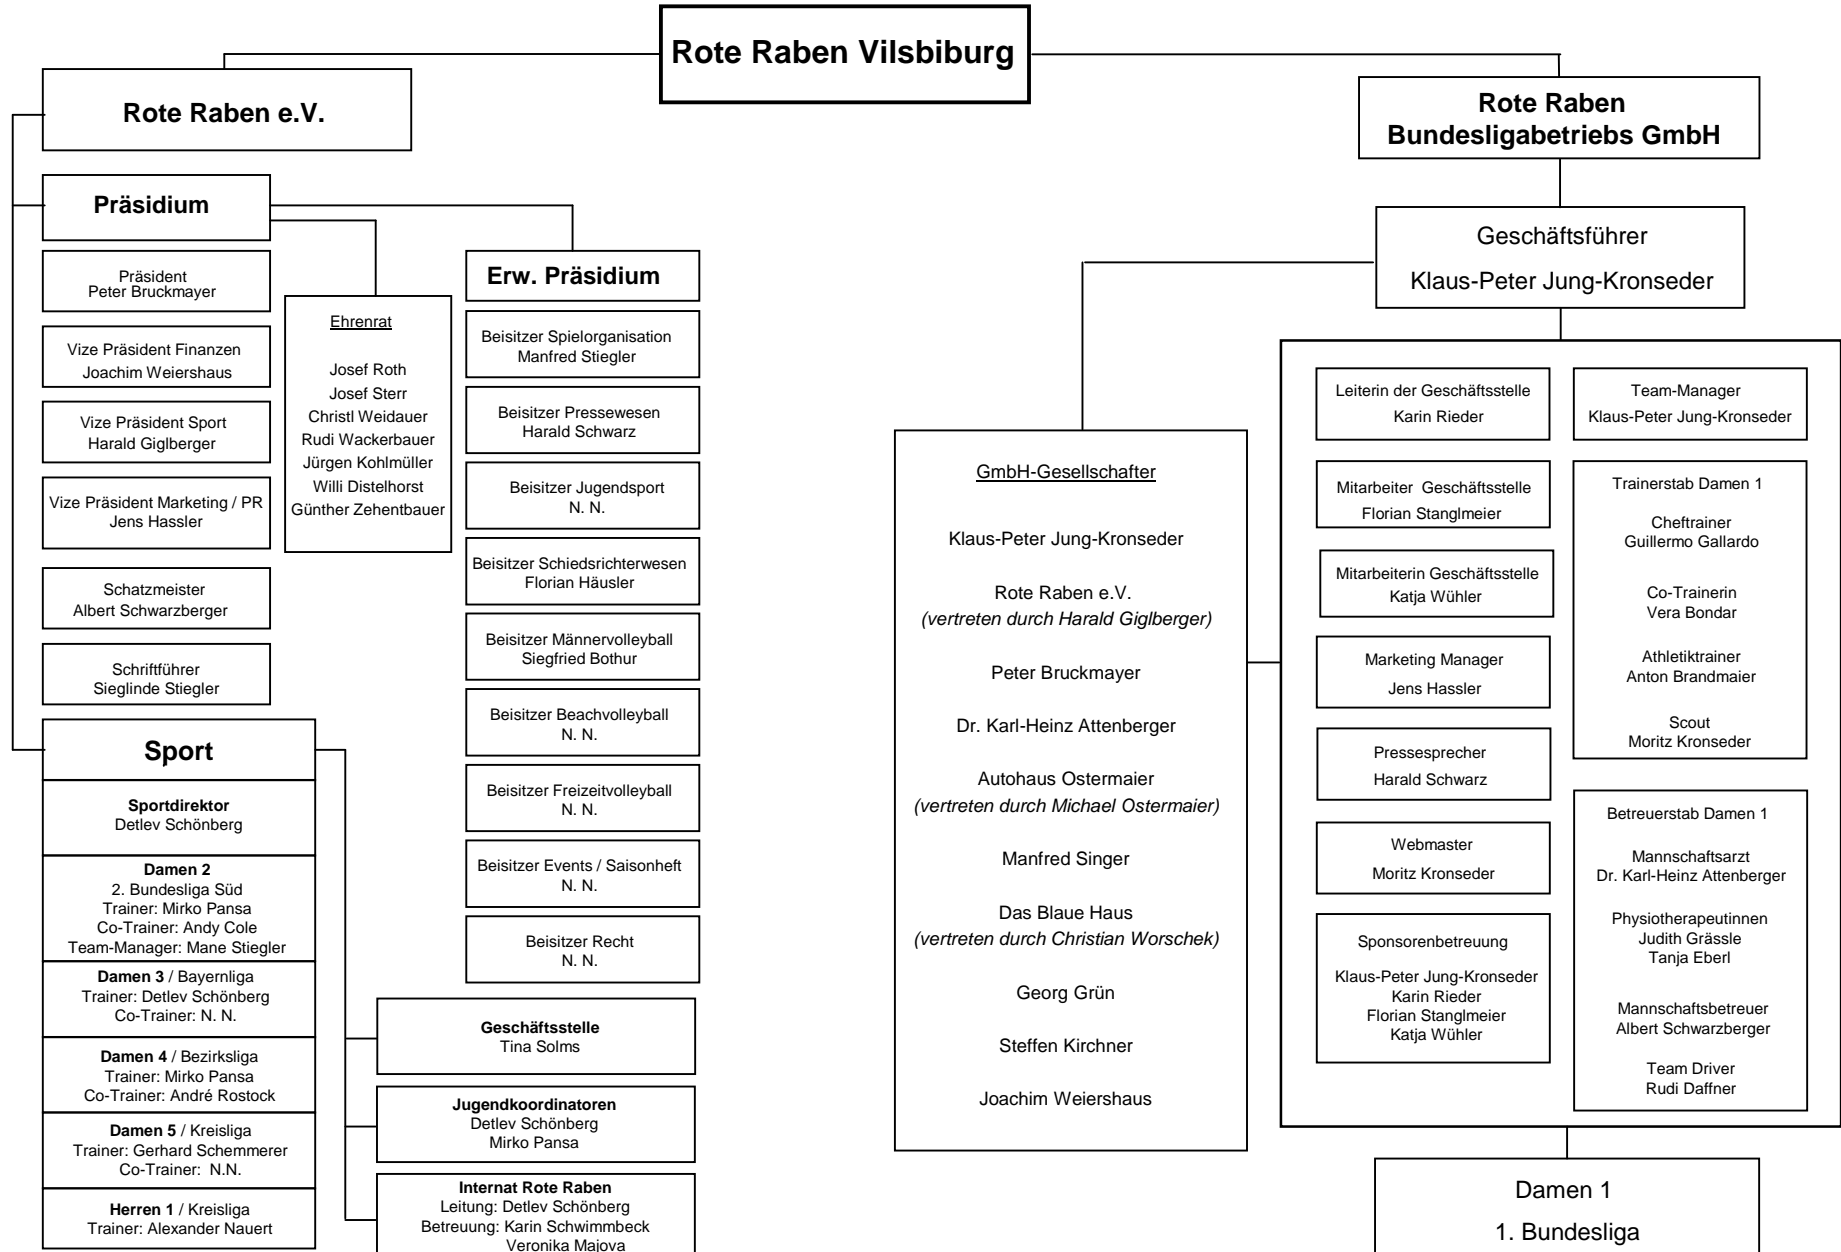 Rote Raben Vilsbiburg
Rote Raben e.V.
Präsidium
Präsident
Peter Bruckmayer
Vize Präsident Finanzen
Joachim Weiershaus
Vize Präsident Sport
Harald Giglberger
Vize Präsident Marketing / PR
Jens Hassler
Schatzmeister
Albert Schwarzberger
Schriftführer
Sieglinde Stiegler
Ehrenrat
Josef Roth
Josef Sterr
Christl Weidauer
Rudi Wackerbauer
Jürgen Kohlmüller
Willi Distelhorst
Günther Zehentbauer
Erw. Präsidium
Beisitzer Spielorganisation
Manfred Stiegler
Beisitzer Pressewesen
Harald Schwarz
Beisitzer Jugendsport
N. N.
Beisitzer Schiedsrichterwesen
Florian Häusler
Beisitzer Männervolleyball
Siegfried Bothur
Beisitzer Beachvolleyball
N. N.
Beisitzer Freizeitvolleyball
N. N.
Beisitzer Events / Saisonheft
N. N.
Beisitzer Recht
N. N.
Sport
Sportdirektor
Detlev Schönberg
Damen 2
2. Bundesliga Süd
Trainer: Mirko Pansa
Co-Trainer: Andy Cole
Team-Manager: Mane Stiegler
Damen 3 / Bayernliga
Trainer: Detlev Schönberg
Co-Trainer: N. N.
Damen 4 / Bezirksliga
Trainer: Mirko Pansa
Co-Trainer: André Rostock
Damen 5 / Kreisliga
Trainer: Gerhard Schemmerer
Co-Trainer: N.N.
Herren 1 / Kreisliga
Trainer: Alexander Nauert
Geschäftsstelle
Tina Solms
Jugendkoordinatoren
Detlev Schönberg
Mirko Pansa
Internat Rote Raben
Leitung: Detlev Schönberg
Betreuung: Karin Schwimmbeck
Veronika Majova
Rote Raben
Bundesligabetriebs GmbH
Geschäftsführer
Klaus-Peter Jung-Kronseder
GmbH-Gesellschafter
Klaus-Peter Jung-Kronseder
Rote Raben e.V.
(vertreten durch Harald Giglberger)
Peter Bruckmayer
Dr. Karl-Heinz Attenberger
Autohaus Ostermaier
(vertreten durch Michael Ostermaier)
Manfred Singer
Das Blaue Haus
(vertreten durch Christian Worschek)
Georg Grün
Steffen Kirchner
Joachim Weiershaus
Leiterin der Geschäftsstelle
Karin Rieder
Mitarbeiter Geschäftsstelle
Florian Stanglmeier
Mitarbeiterin Geschäftsstelle
Katja Wühler
Marketing Manager
Jens Hassler
Pressesprecher
Harald Schwarz
Webmaster
Moritz Kronseder
Sponsorenbetreuung
Klaus-Peter Jung-Kronseder
Karin Rieder
Florian Stanglmeier
Katja Wühler
Team-Manager
Klaus-Peter Jung-Kronseder
Trainerstab Damen 1
Cheftrainer
Guillermo Gallardo
Co-Trainerin
Vera Bondar
Athletiktrainer
Anton Brandmaier
Scout
Moritz Kronseder
Betreuerstab Damen 1
Mannschaftsarzt
Dr. Karl-Heinz Attenberger
Physiotherapeutinnen
Judith Grässle
Tanja Eberl
Mannschaftsbetreuer
Albert Schwarzberger
Team Driver
Rudi Daffner
Damen 1
1. Bundesliga